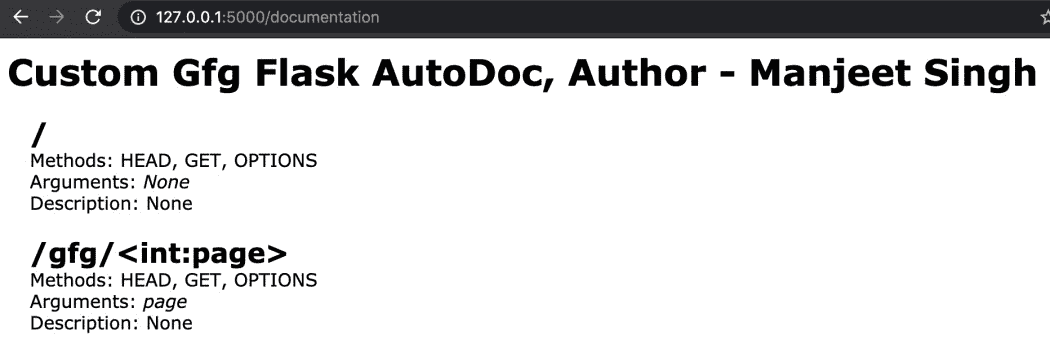 127.0.0.1:5000/documentation
Custom Gfg Flask AutoDoc, Author - Manjeet Singh
/
Methods: HEAD, GET, OPTIONS
Arguments: None
Description: None
/gfg/<int:page>
Methods: HEAD, GET, OPTIONS
Arguments: page
Description: None